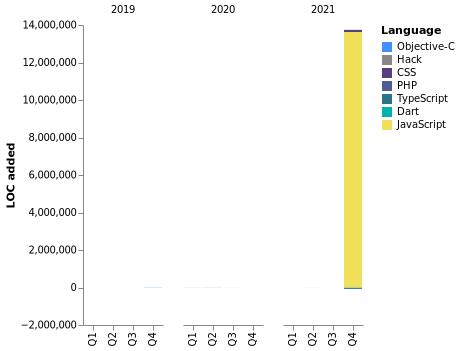 2019 2020 2021
Language
Objective-C
Hack
CSS
PHP
TypeScript
Dart
JavaScript
LOC added
14,000,000
12,000,000
10,000,000
8,000,000
6,000,000
4,000,000
2,000,000
0
−2,000,000
Q1 Q2 Q3 Q4 Q1 Q2 Q3 Q4 Q1 Q2 Q3 Q4